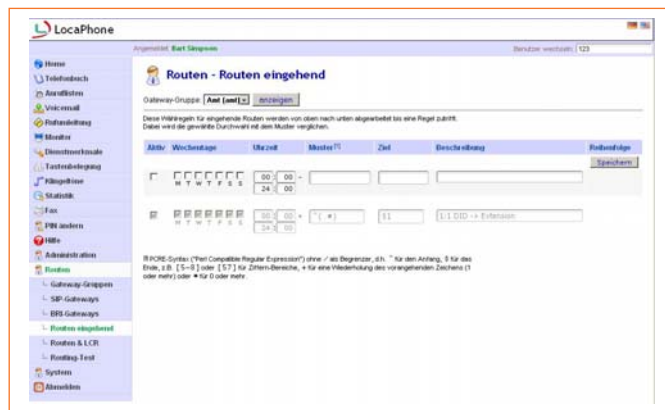 LocaPhone
Angemeldet: Bart Simpson
Benutzer wechseln: 123
Home
Telefonbuch
Anruflisten
Voicemail
Rufumleitung
Monitor
Dienstmerkmale
Tastenbelegung
Klingeltöne
Statistik
Fax
PIN ändern
Hilfe
Administration
Routen
Gateway-Gruppen
SIP-Gateways
BRI-Gateways
Routen eingehend
Routen & LCR
Routing-Test
System
Abmelden
Routen - Routen eingehend
Gateway-Gruppe: Amt (amt) anzeigen
Diese Wählregeln für eingehende Routen werden von oben nach unten abgearbeitet bis eine Regel zutrifft.
Dabei wird die gewählte Durchwahl mit dem Muster verglichen.
Aktiv Wochentage Uhrzeit Muster Ziel Beschreibung Reihenfolge
Speichern
M T W T F S S 00 : 00 -
24 : 00
M T W T F S S 00 : 00
24 : 00
$1 1:1 DID -> Extension
PCRE-Syntax ("Perl Compatible Regular Expression") ohne / als Begrenzer, d.h. ^ für den Anfang, $ für das
Ende, z.B. [5-8] oder [57] für Ziffern-Bereiche, + für eine Wiederholung des vorangehenden Zeichens (1
oder mehr) oder * für 0 oder mehr.